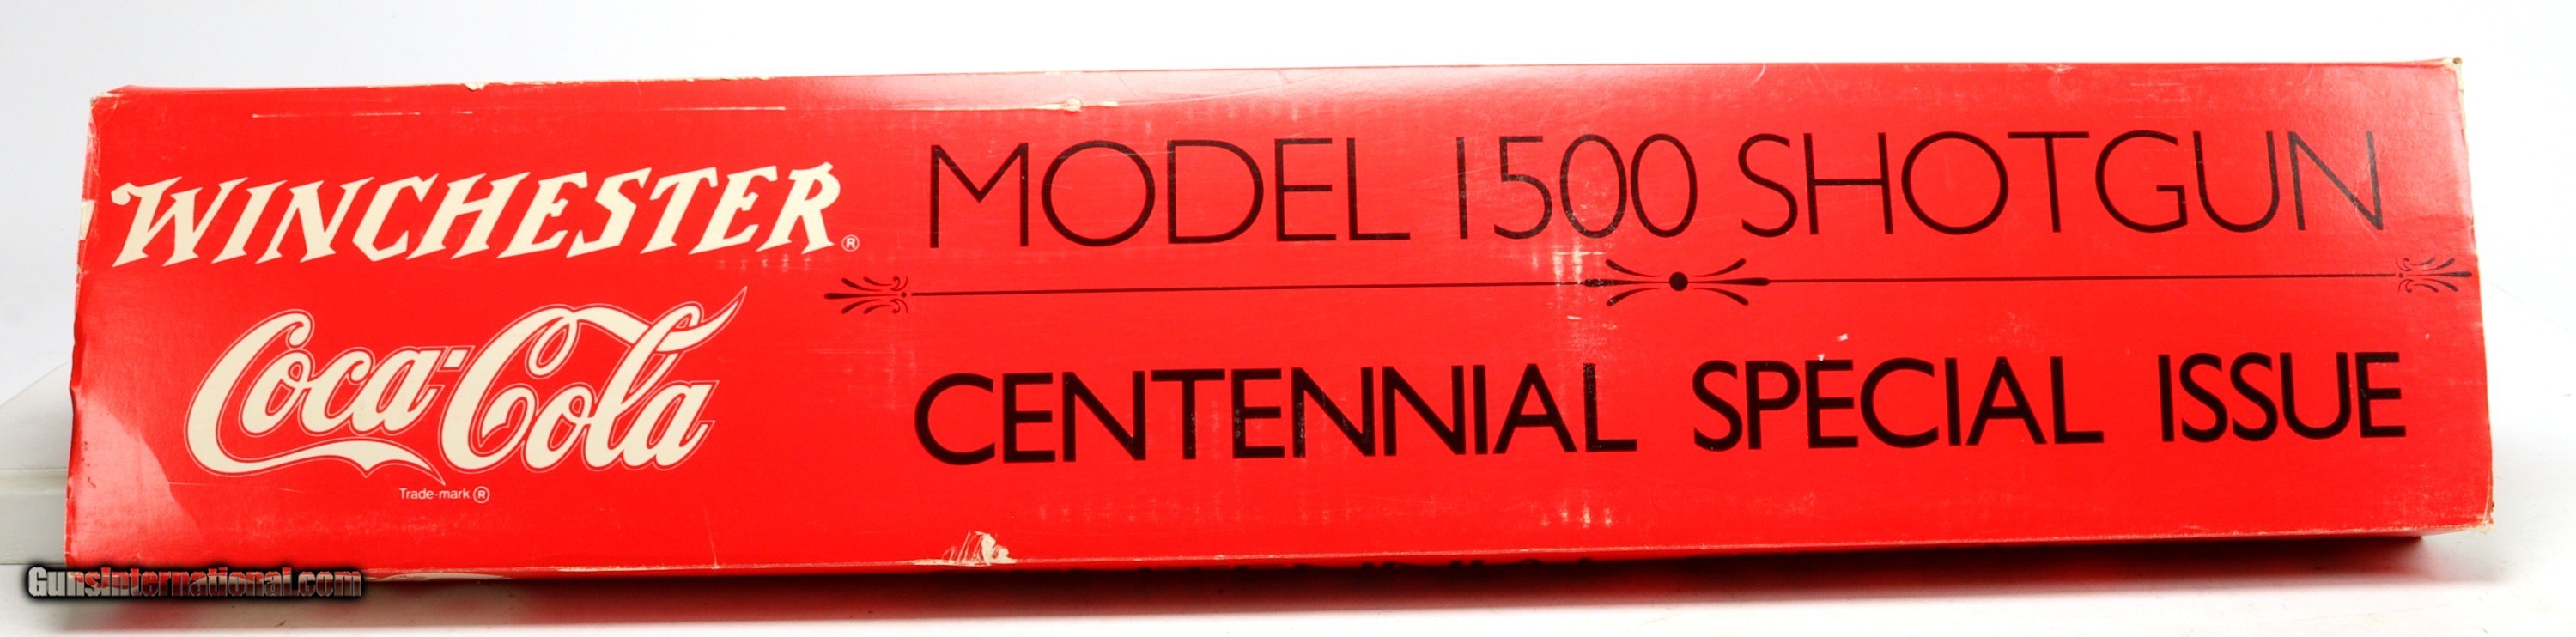 WINCHESTER®
Coca-Cola
Trade-mark ®
MODEL 1500 SHOTGUN
CENTENNIAL SPECIAL ISSUE
GunsInternational.com